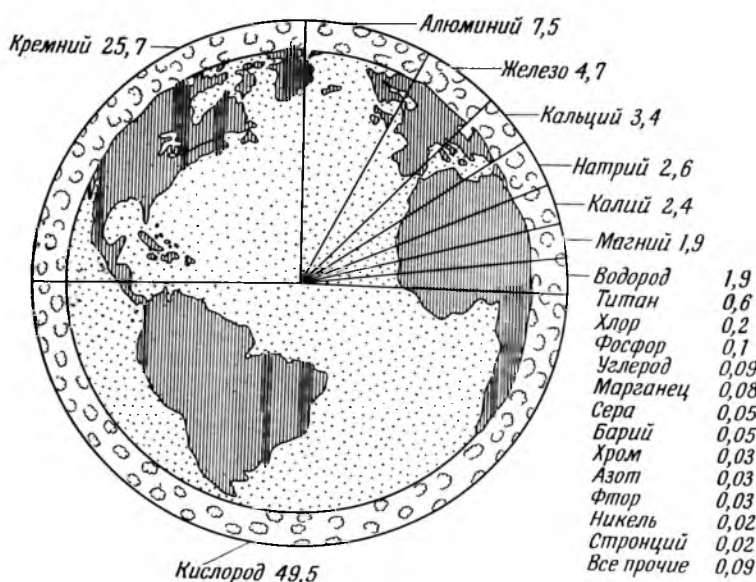 Алюминий 7,5
Кремний 25,7
Железо 4,7
Кальций 3,4
Натрий 2,6
Калий 2,4
Магний 1,9
Водород 1,9
Титан 0,6
Хлор 0,2
Фосфор 0,1
Углерод 0,09
Марганец 0,08
Сера 0,05
Барий 0,05
Хром 0,03
Азот 0,03
Фтор 0,03
Никель 0,02
Стронций 0,02
Все прочие 0,09
Кислород 49,5